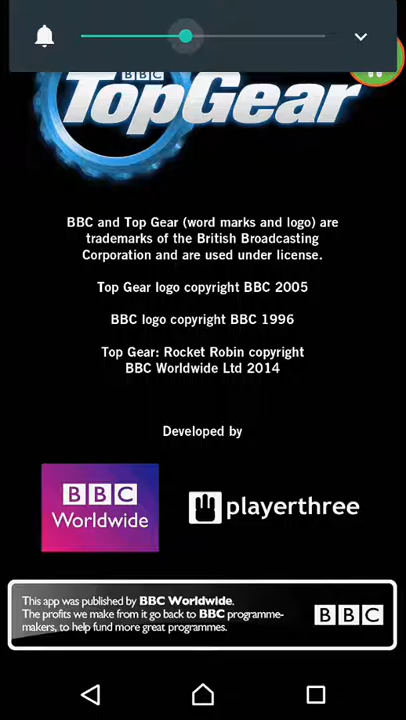 BBC
TopGear
BBC and Top Gear (word marks and logo) are
trademarks of the British Broadcasting
Corporation and are used under license.
Top Gear logo copyright BBC 2005
BBC logo copyright BBC 1996
Top Gear: Rocket Robin copyright
BBC Worldwide Ltd 2014
Developed by
BBC
Worldwide
playerthree
This app was published by BBC Worldwide.
The profits we make from it go back to BBC programme-
makers, to help fund more great programmes.
BBC